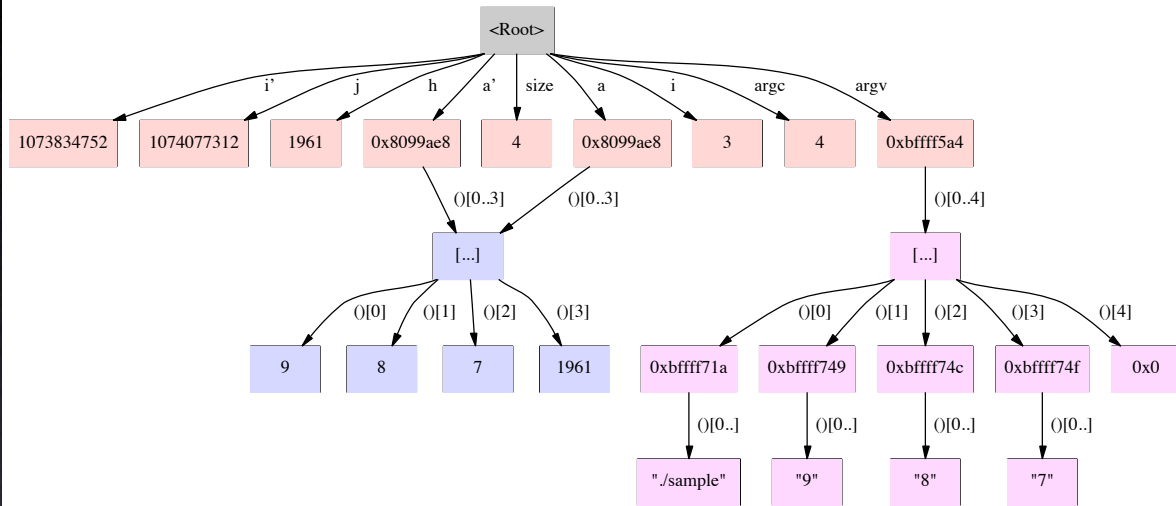 <Root>
i’ j h a’ size a i argc argv
1073834752 1074077312 1961 0x8099ae8 4 0x8099ae8 3 4 0xbffff5a4
()[0..3] ()[0..3] ()[0..4]
[...] [...]
()[0] ()[1] ()[2] ()[3] ()[0] ()[1] ()[2] ()[3] ()[4]
9 8 7 1961 0xbffff71a 0xbffff749 0xbffff74c 0xbffff74f 0x0
()[0..] ()[0..] ()[0..] ()[0..]
"./sample" "9" "8" "7"